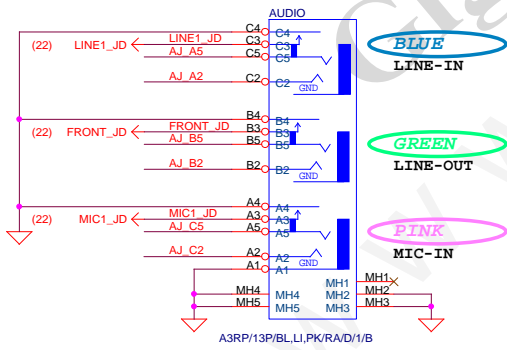 AUDIO
C4 C4
(22) LINE1_JD LINE1_JD C3 C3
AJ_A5 C5 C5
BLUE
LINE-IN
AJ_A2 C2 C2
GND
B4 B4
(22) FRONT_JD FRONT_JD B3 B3
AJ_B5 B5 B5
GREEN
LINE-OUT
AJ_B2 B2 B2
GND
A4 A4
(22) MIC1_JD MIC1_JD A3 A3
AJ_C5 A5 A5
PINK
MIC-IN
AJ_C2 A2 A2
GND
A1 A1
MH1 MH1
MH4 MH4 MH2 MH2
MH5 MH5 MH3 MH3
A3RP/13P/BL,LI,PK/RA/D/1/B